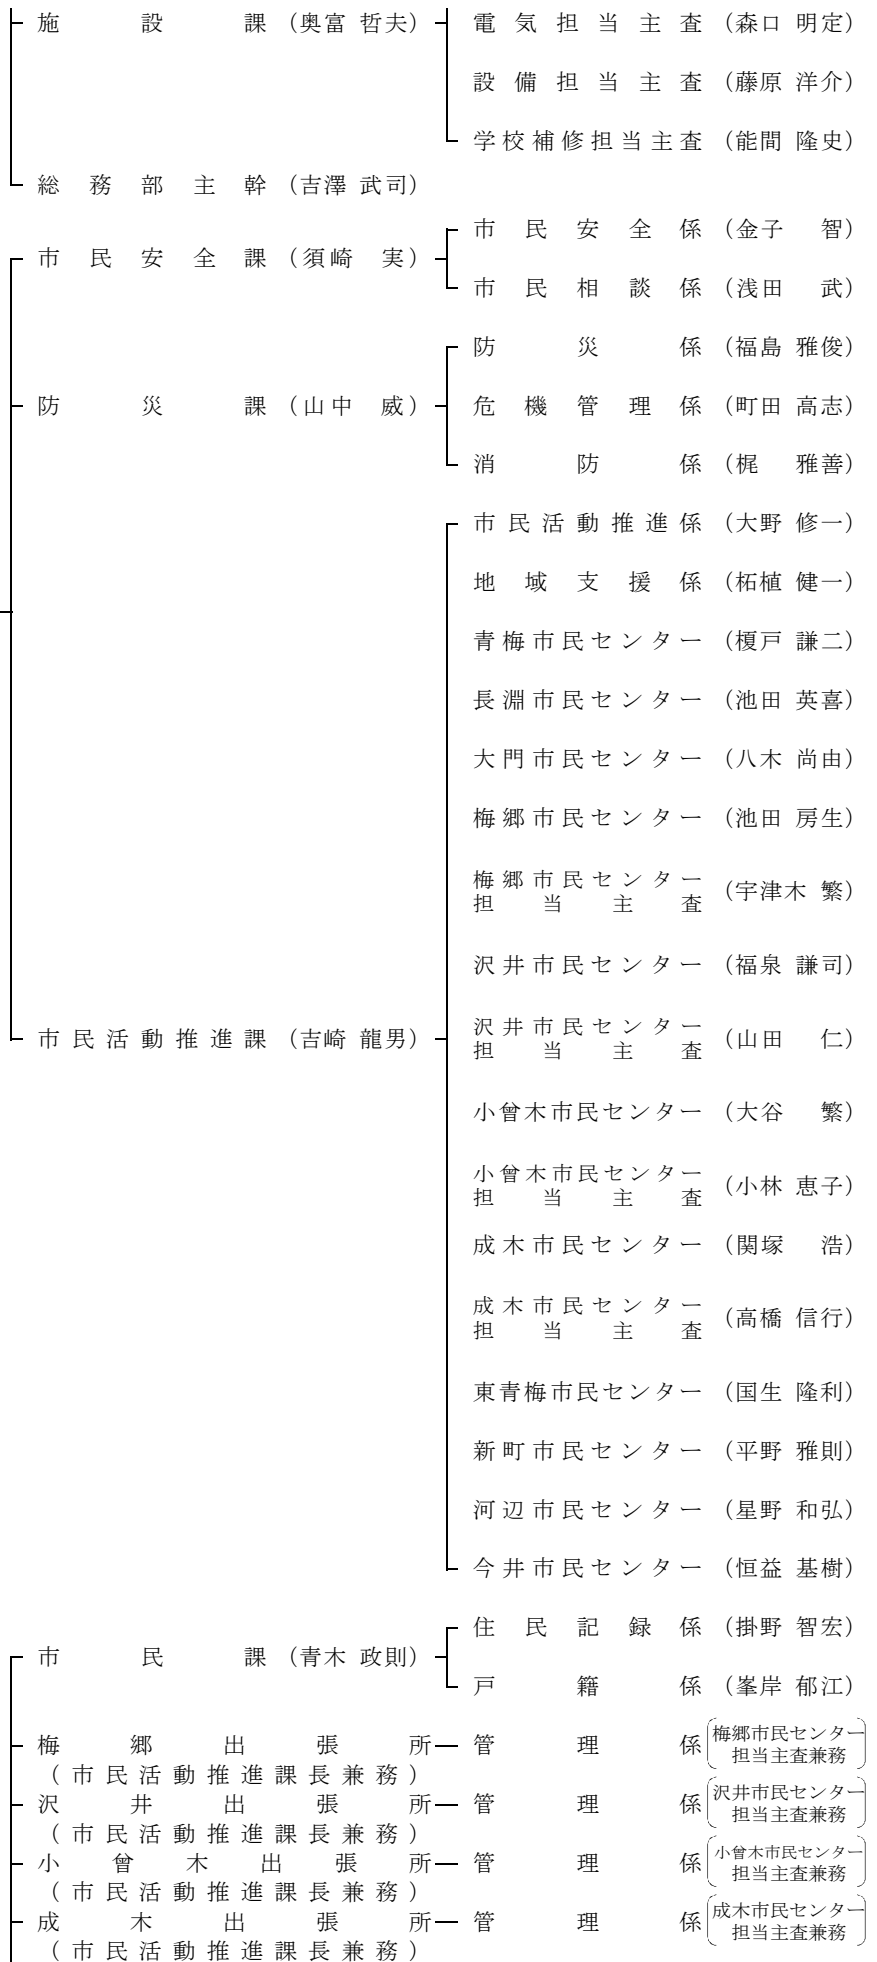 施設課（奥富 哲夫） 電気担当主査（森口 明定）
設備担当主査（藤原 洋介）
学校補修担当主査（能間 隆史）
総務部主幹（吉澤 武司）
市民安全係（金子 智）
市民安全課（須崎 実）
市民相談係（浅田 武）
防災係（福島 雅俊）
防災課（山中 威） 危機管理係（町田 高志）
消防係（梶 雅善）
市民活動推進係（大野 修一）
地域支援係（柘植 健一）
青梅市民センター（榎戸 謙二）
長淵市民センター（池田 英喜）
大門市民センター（八木 尚由）
梅郷市民センター（池田 房生）
梅郷市民センター
担当主査（宇津木 繁）
沢井市民センター（福泉 謙司）
市民活動推進課（吉崎 龍男） 沢井市民センター
担当主査（山田 仁）
小曾木市民センター（大谷 繁）
小曾木市民センター
担当主査（小林 恵子）
成木市民センター（関塚 浩）
成木市民センター
担当主査（高橋 信行）
東青梅市民センター（国生 隆利）
新町市民センター（平野 雅則）
河辺市民センター（星野 和弘）
今井市民センター（恒益 基樹）
住民記録係（掛野 智宏）
市民課（青木 政則）
戸籍係（峯岸 郁江）
梅郷出張所 管理係（梅郷市民センター
担当主査兼務）
（市民活動推進課長兼務）
沢井出張所 管理係（沢井市民センター
担当主査兼務）
（市民活動推進課長兼務）
小曾木出張所 管理係（小曾木市民センター
担当主査兼務）
（市民活動推進課長兼務）
成木出張所 管理係（成木市民センター
担当主査兼務）
（市民活動推進課長兼務）